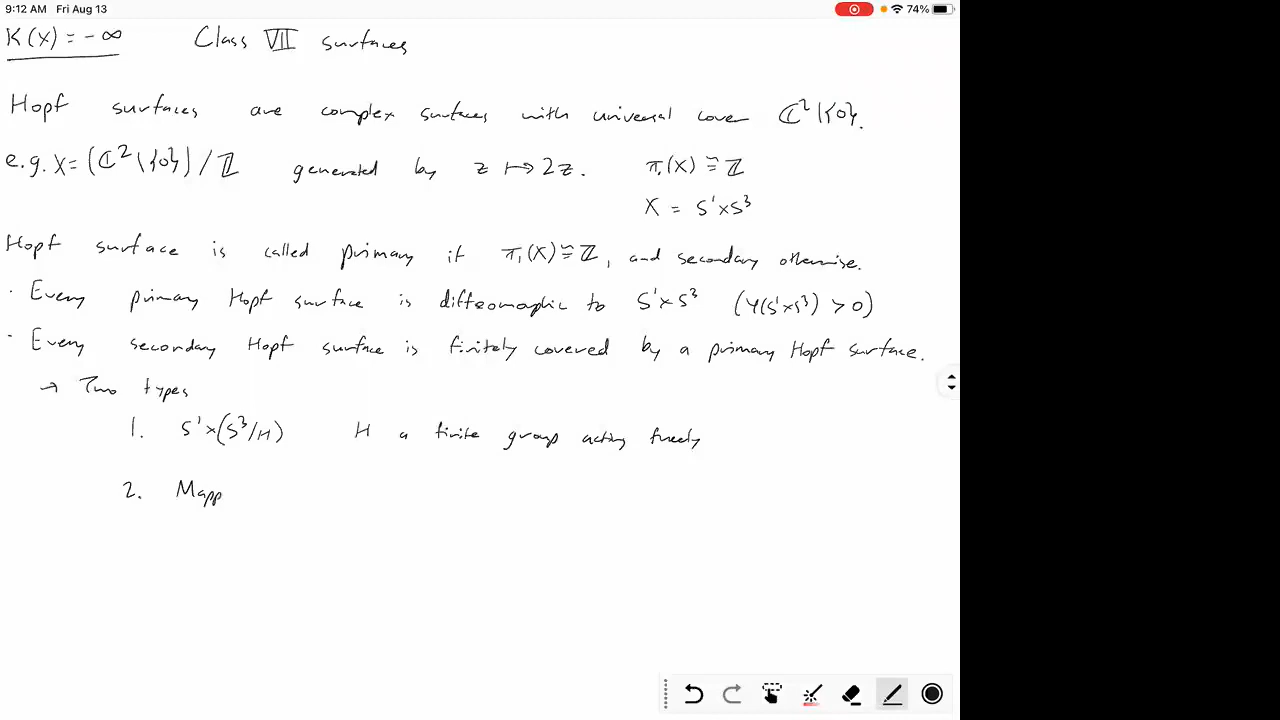 9:12 AM Fri Aug 13
74%
K(X) = -∞ Class VII surfaces
Hopf surfaces are complex surfaces with universal cover ℂ²\{0}.
e.g. X = (ℂ²\{0})/ℤ generated by z ↦ 2z. π₁(X) ≅ ℤ
X = S¹×S³
Hopf surface is called primary if π₁(X) ≅ ℤ, and secondary otherwise.
· Every primary Hopf surface is diffeomorphic to S¹×S³ (Y(S¹×S³) > 0)
· Every secondary Hopf surface is finitely covered by a primary Hopf surface.
→ Two types
1. S¹×(S³/H) H a finite group acting freely
2. Mapp